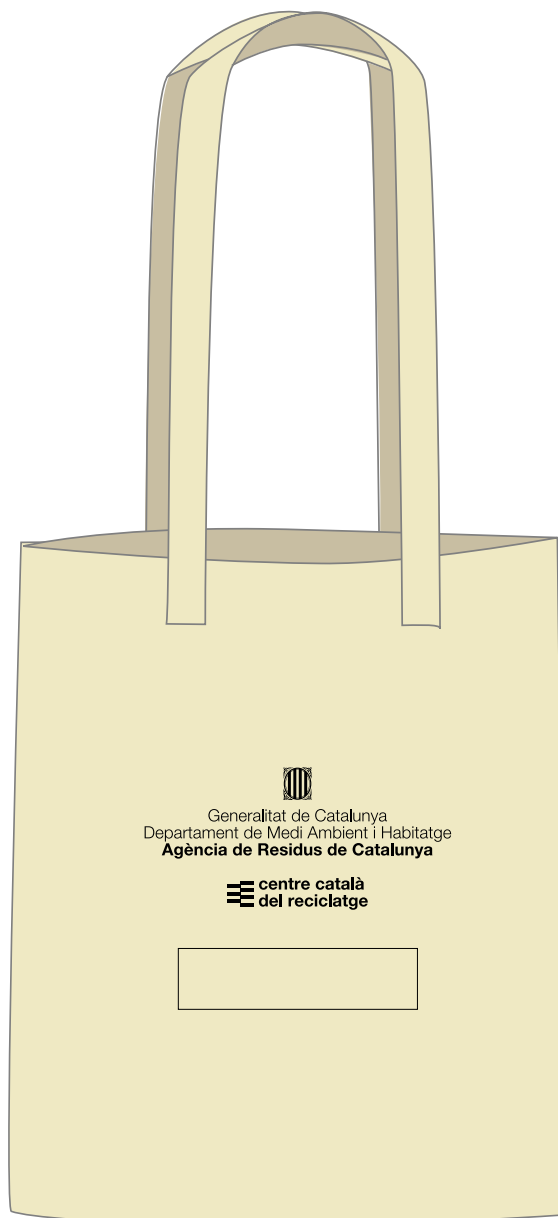 Generalitat de Catalunya
Departament de Medi Ambient i Habitatge
Agència de Residus de Catalunya
centre català
del reciclatge